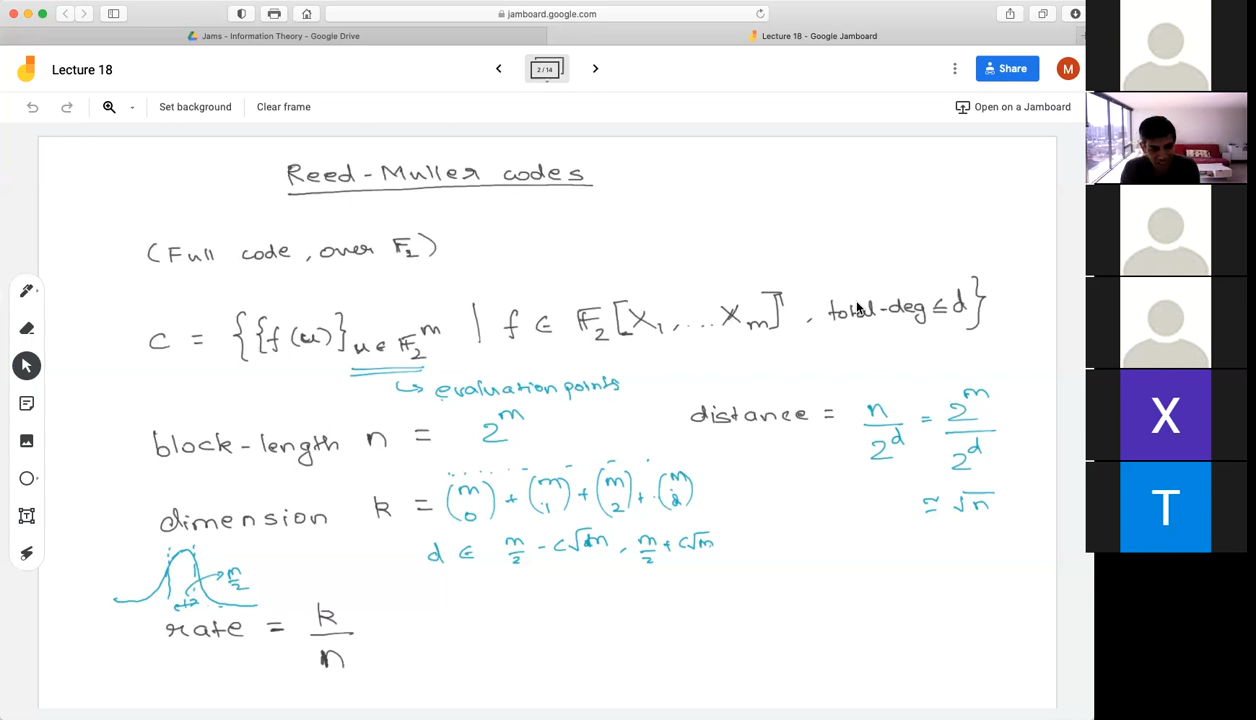 jamboard.google.com
Jams - Information Theory - Google Drive
Lecture 18 - Google Jamboard
Lecture 18
2 / 14
Share
M
Set background
Clear frame
Open on a Jamboard
Reed-Muller codes
(Full code, over 𝔽₂)
C = { {f(u)}_{u ∈ 𝔽₂^m} | f ∈ 𝔽₂[X₁, ... X_m], total-deg ≤ d }
↳ evaluation points
block-length n = 2^m
distance = n/2^d = 2^m/2^d
≅ √n
dimension k = (m 0) + (m 1) + (m 2) + .. (m d)
d ∈ m/2 - c√m, m/2 + c√m
m/2
rate = k/n
X
T